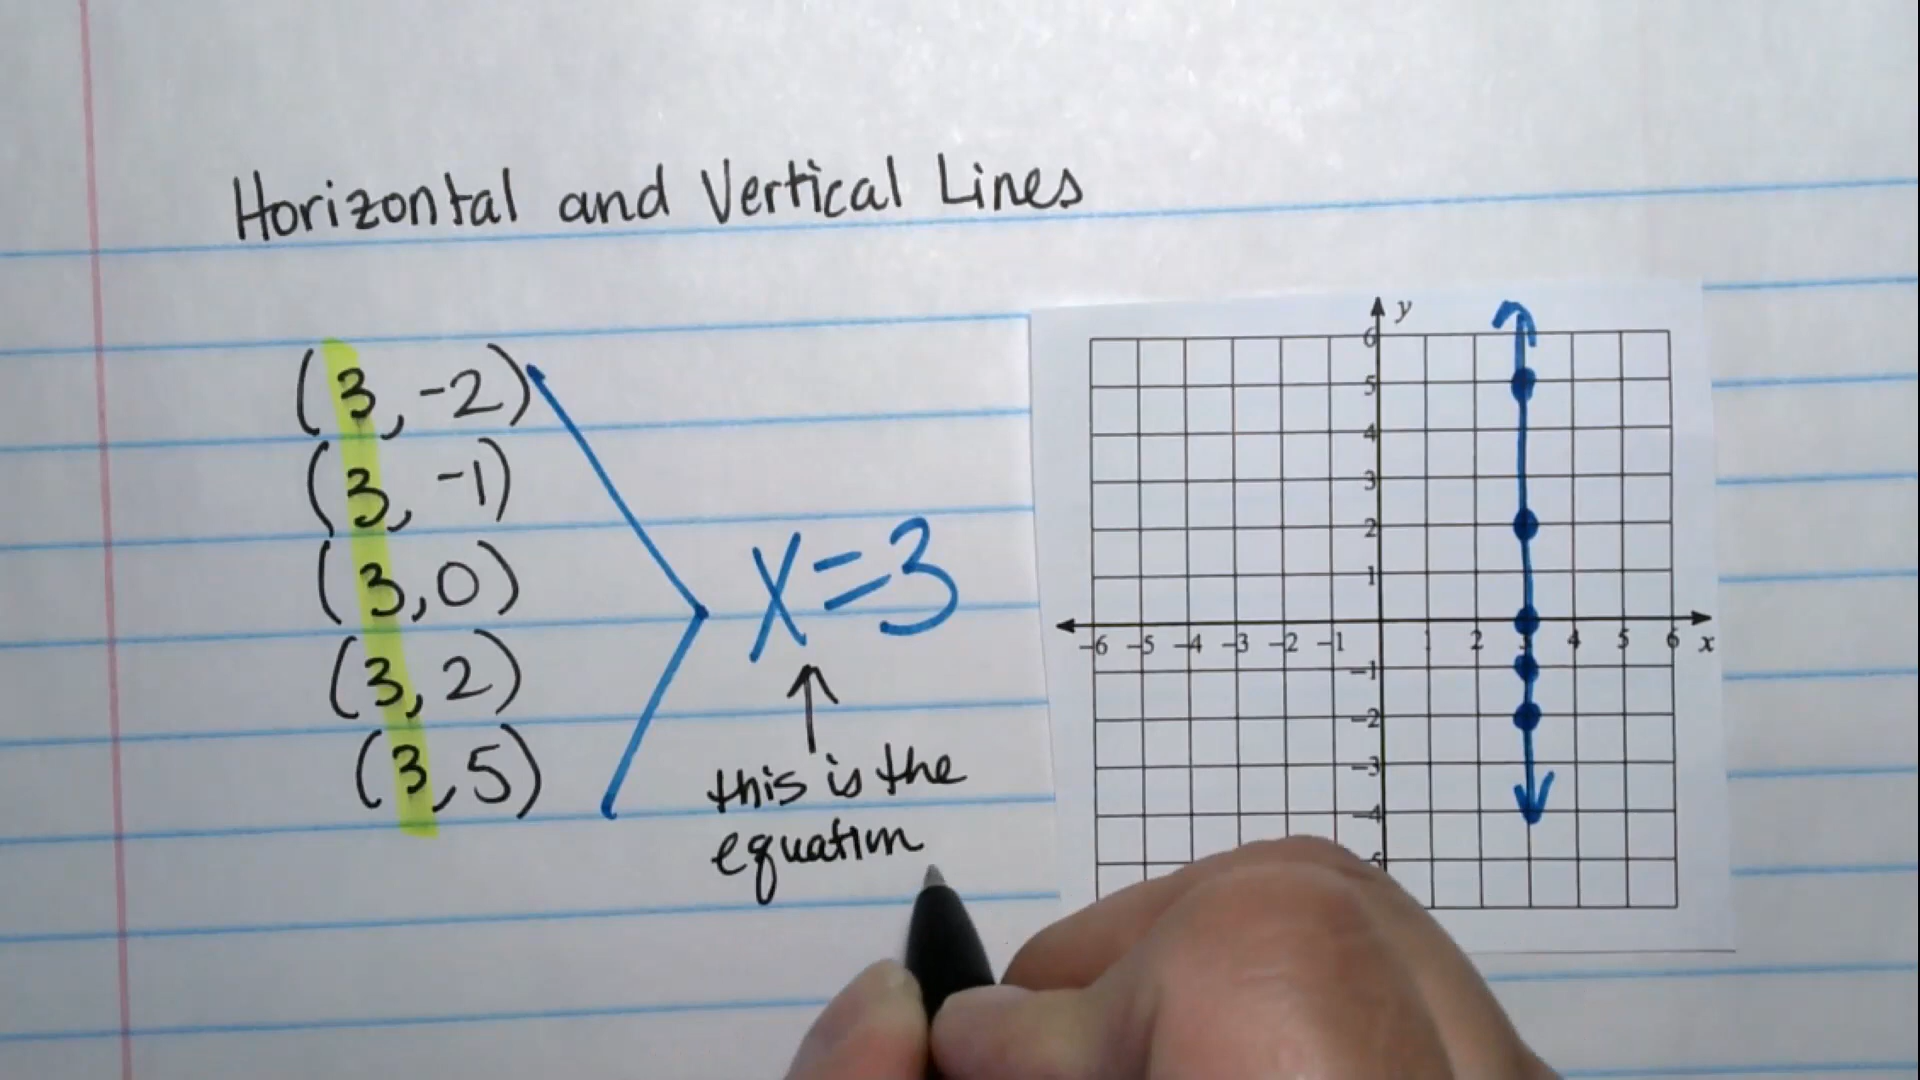 Horizontal and Vertical Lines
(3, -2)
(3, -1)
(3, 0)
(3, 2)
(3, 5)
X=3
this is the
equation
y
6
5
4
3
2
1
-6 -5 -4 -3 -2 -1 1 2 3 4 5 6 x
-1
-2
-3
-4